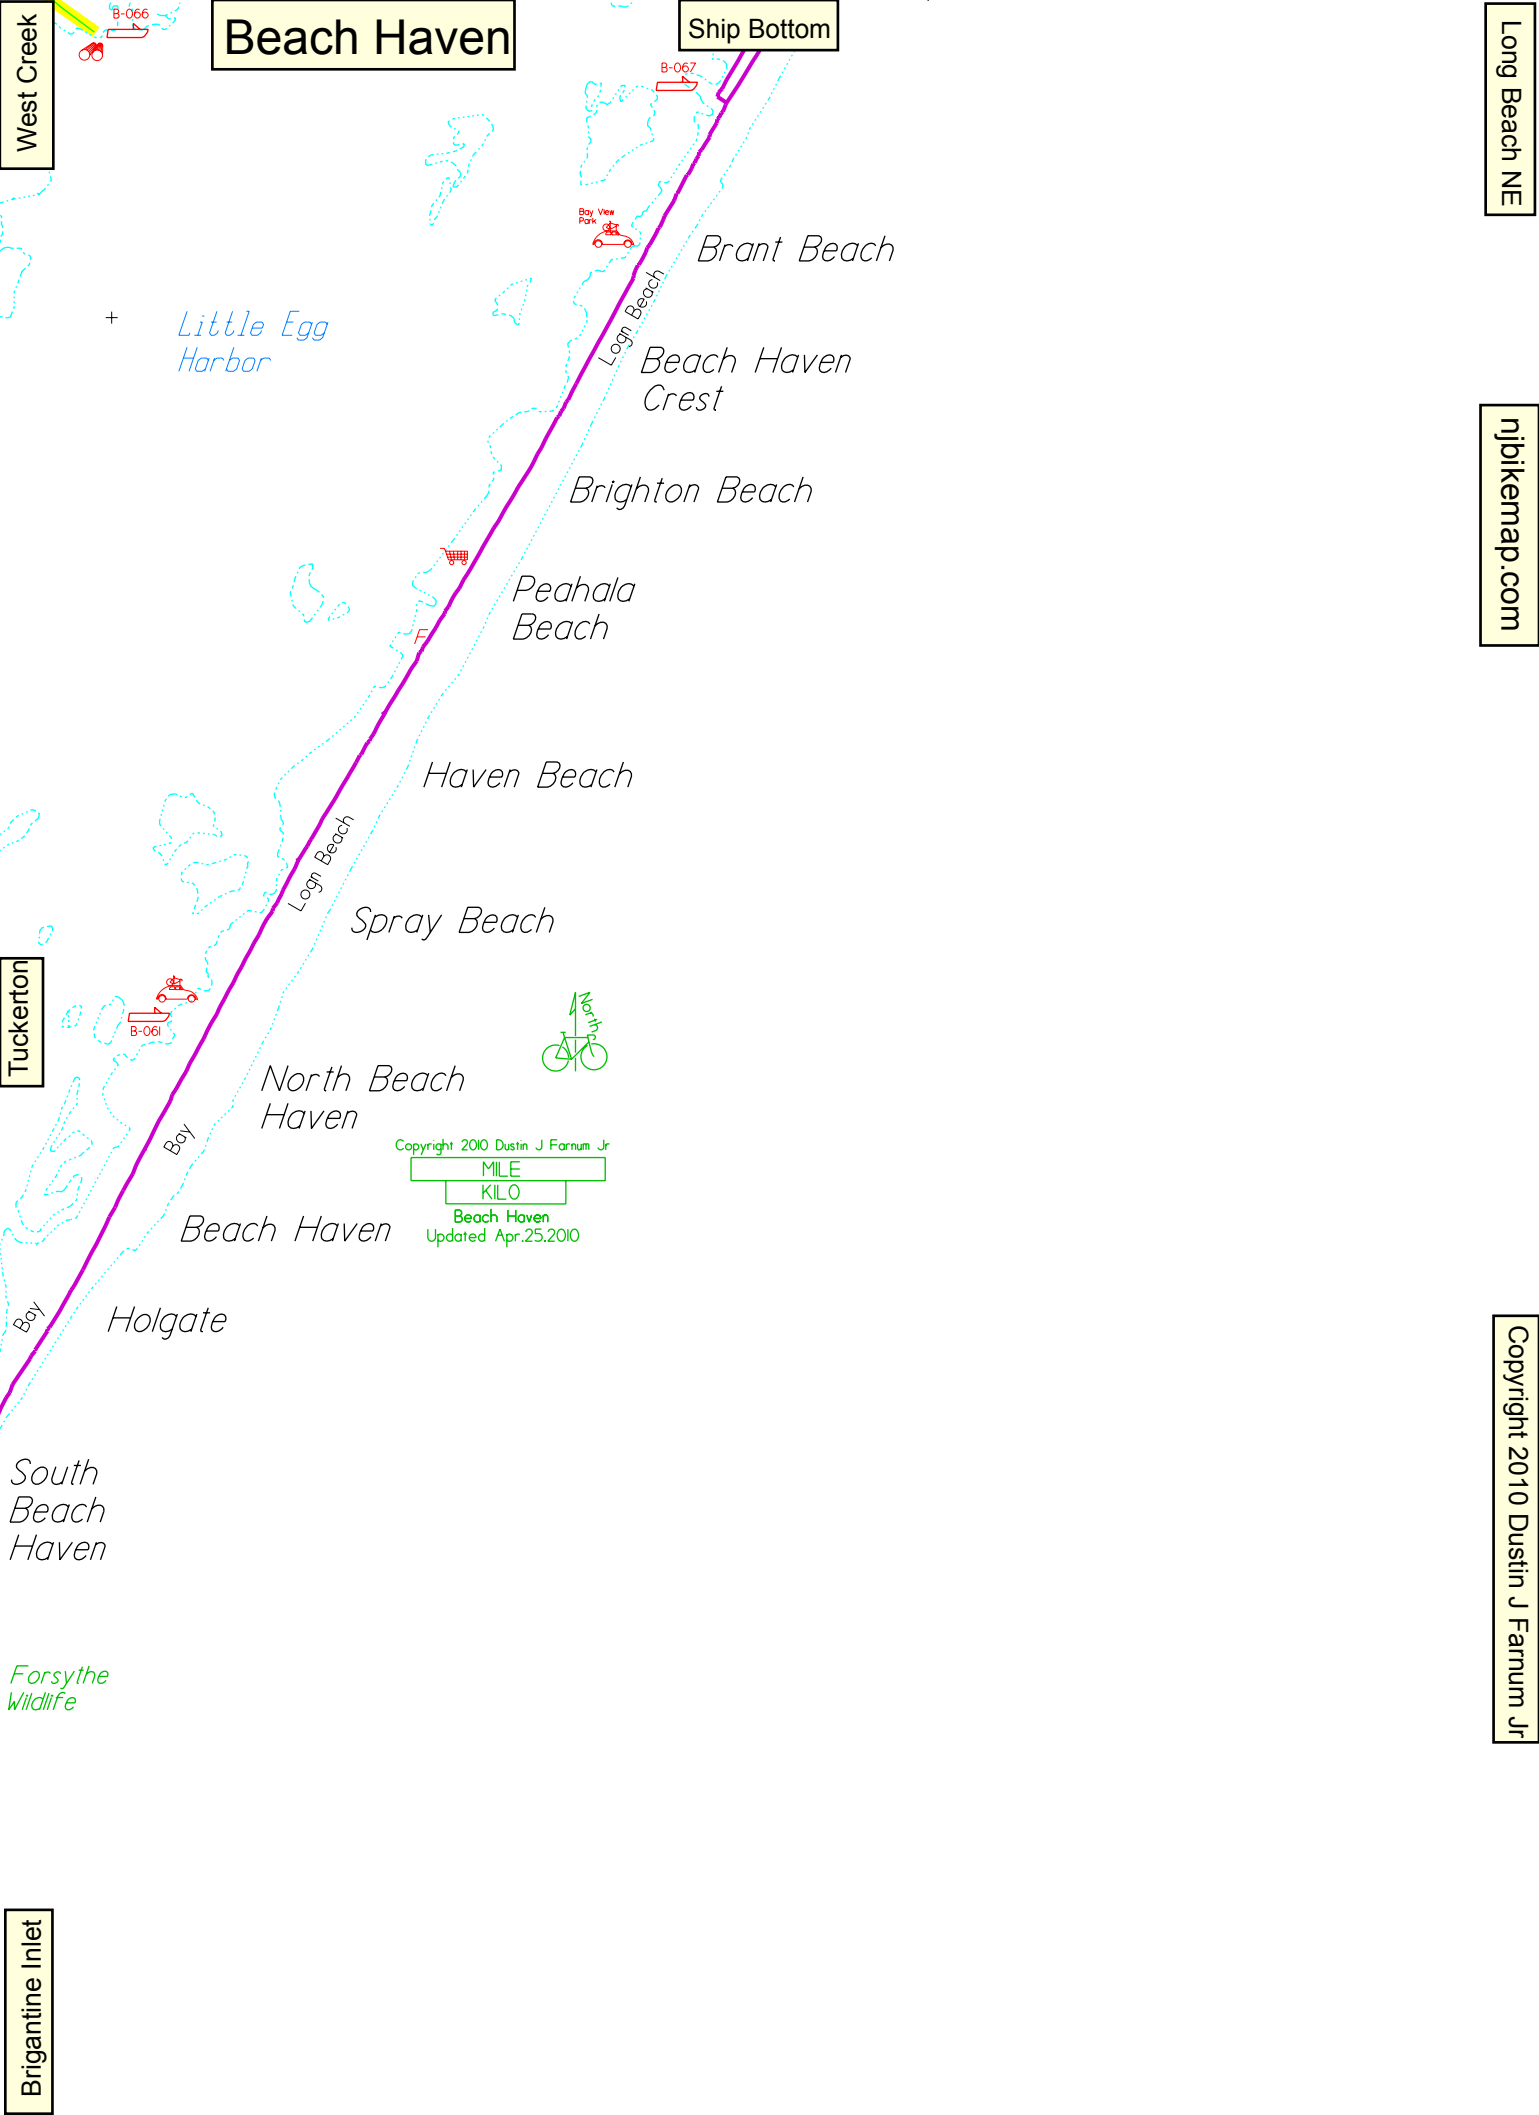 West Creek
B-066
Beach Haven
Ship Bottom
Long Beach NE
B-067
Bay View
Park
Brant Beach
Logn Beach
Little Egg
Harbor
Beach Haven
Crest
njbikemap.com
Brighton Beach
Peahala
Beach
F
Haven Beach
Logn Beach
Spray Beach
Tuckerton
B-061
North
North Beach
Haven
Bay
Copyright 2010 Dustin J Farnum Jr
MILE
KILO
Beach Haven
Updated Apr.25.2010
Beach Haven
Bay
Holgate
Copyright 2010 Dustin J Farnum Jr
South
Beach
Haven
Forsythe
Wildlife
Brigantine Inlet